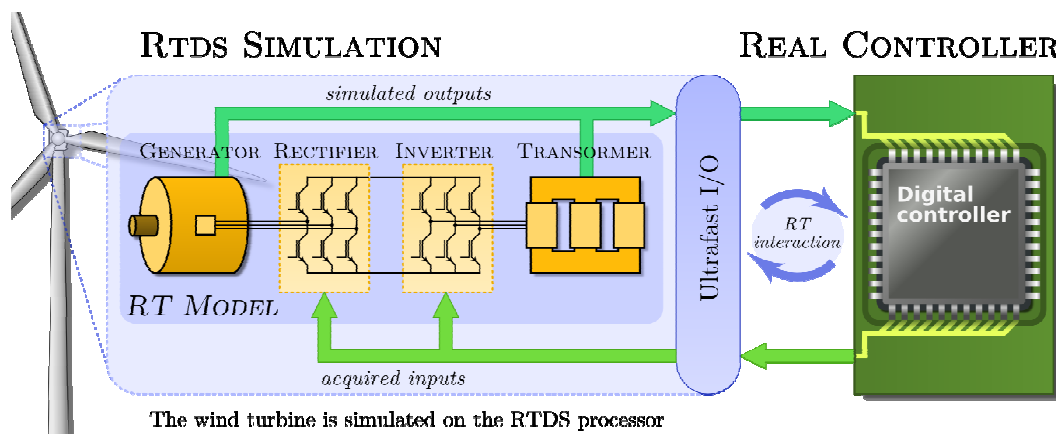 RTDS SIMULATION
REAL CONTROLLER
simulated outputs
GENERATOR
RECTIFIER
INVERTER
TRANSORMER
RT MODEL
acquired inputs
Ultrafast I/O
RT
interaction
Digital
controller
The wind turbine is simulated on the RTDS processor